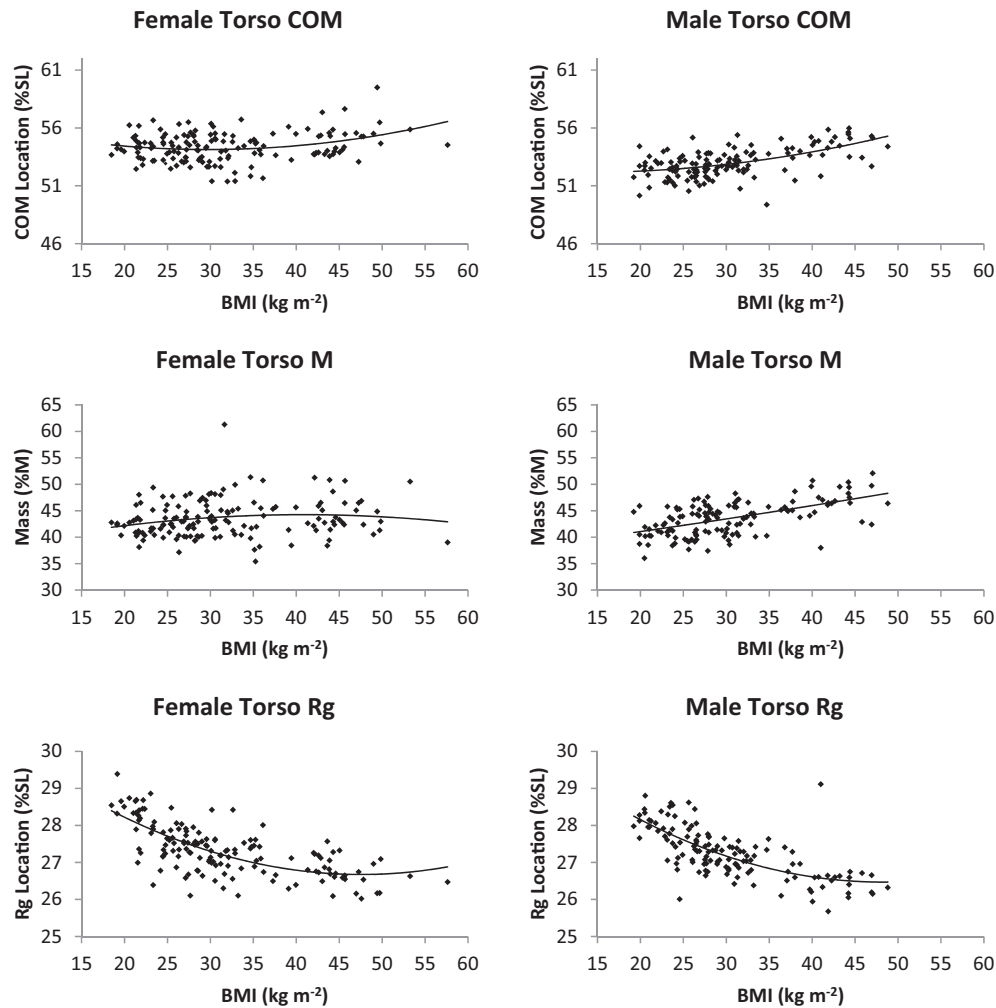 Female Torso COM
COM Location (%SL)
61
56
51
46
15 20 25 30 35 40 45 50 55 60
BMI (kg m⁻²)
Male Torso COM
COM Location (%SL)
61
56
51
46
15 20 25 30 35 40 45 50 55 60
BMI (kg m⁻²)
Female Torso M
Mass (%M)
65
60
55
50
45
40
35
30
15 20 25 30 35 40 45 50 55 60
BMI (kg m⁻²)
Male Torso M
Mass (%M)
65
60
55
50
45
40
35
30
15 20 25 30 35 40 45 50 55 60
BMI (kg m⁻²)
Female Torso Rg
Rg Location (%SL)
30
29
28
27
26
25
15 20 25 30 35 40 45 50 55 60
BMI (kg m⁻²)
Male Torso Rg
Rg Location (%SL)
30
29
28
27
26
25
15 20 25 30 35 40 45 50 55 60
BMI (kg m⁻²)